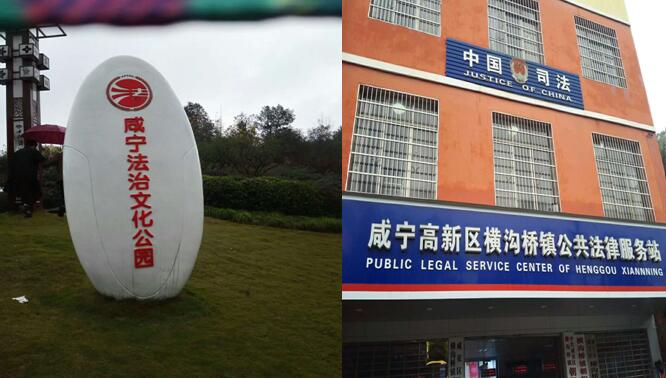 咸宁法治文化公园
中国 司法
JUSTICE OF CHINA
咸宁高新区横沟桥镇公共法律服务站
PUBLIC LEGAL SERVICE CENTER OF HENGGOU XIANNNING